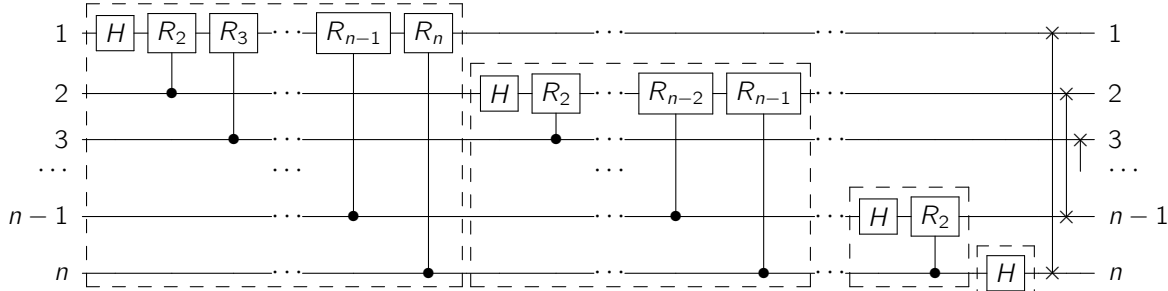 1 H R₂ R₃ ··· Rₙ₋₁ Rₙ ··· ··· 1
2 ··· H R₂ ··· Rₙ₋₂ Rₙ₋₁ ··· 2
3 ··· ··· ··· 3
··· ··· ··· ···
n − 1 ··· ··· ··· H R₂ n − 1
n ··· ··· ··· H n